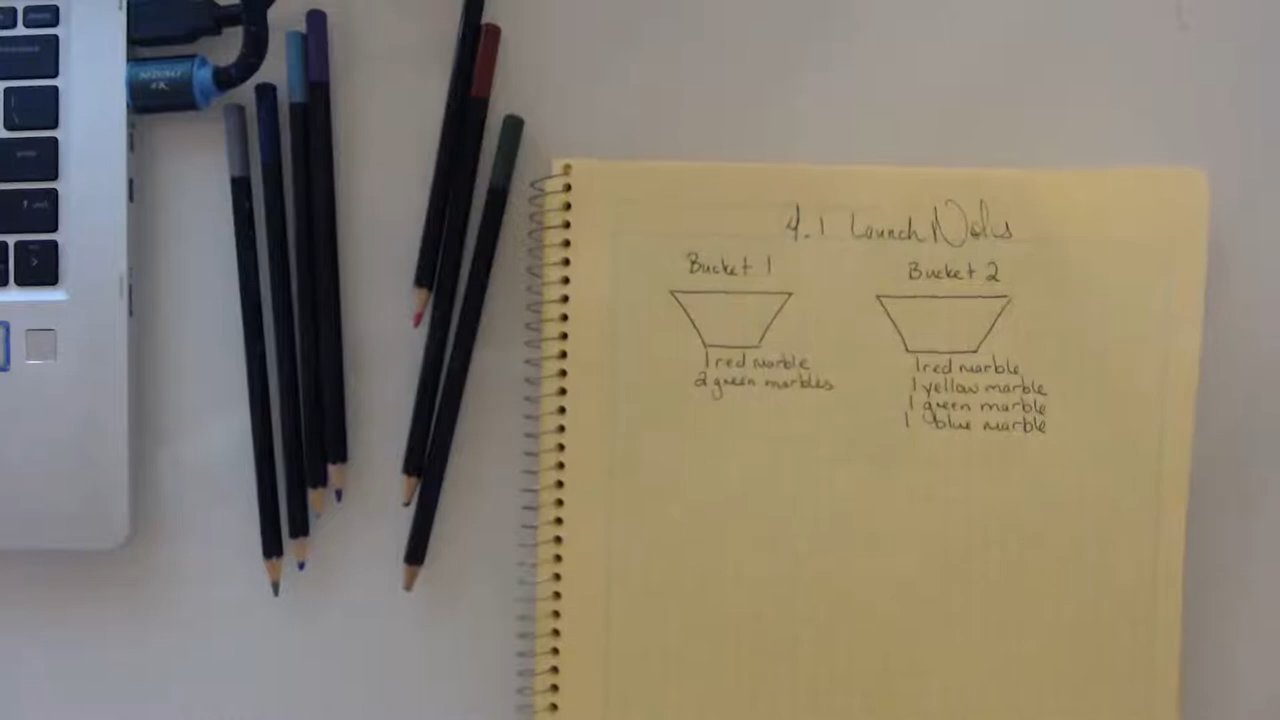 4.1 Launch Notes
Bucket 1
1 red marble
2 green marbles
Bucket 2
1 red marble
1 yellow marble
1 green marble
1 blue marble
4K